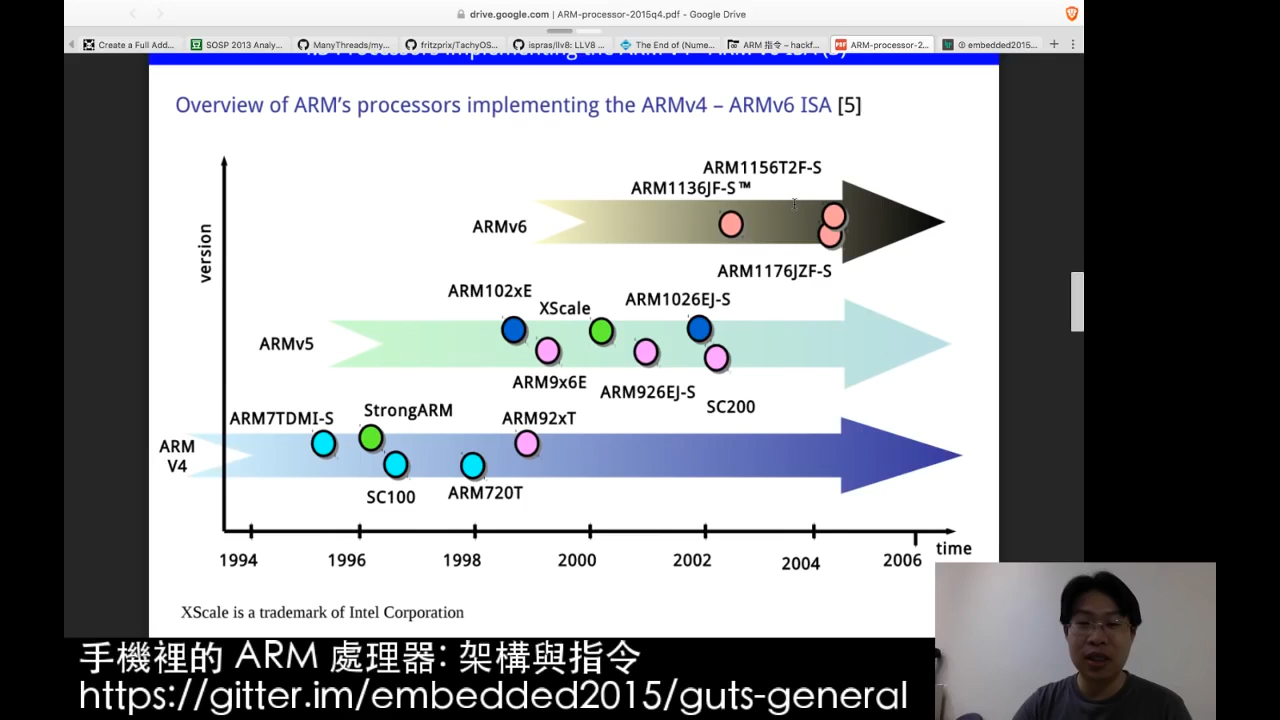 drive.google.com | ARM-processor-2015q4.pdf - Google Drive
Create a Full Add... SOSP 2013 Analy... ManyThreads/my... fritzprix/TachyOS... ispras/llv8: LLV8 ... The End of (Nume... ARM 指令 ~ hackf... ARM-processor-2... embedded2015...
Overview of ARM's processors implementing the ARMv4 – ARMv6 ISA [5]
ARM1156T2F-S
ARM1136JF-S™
version
ARMv6
ARM1176JZF-S
ARM102xE
XScale
ARM1026EJ-S
ARMv5
ARM9x6E
ARM926EJ-S
SC200
ARM7TDMI-S
StrongARM
ARM92xT
ARM
V4
SC100
ARM720T
1994 1996 1998 2000 2002 2004 2006 time
XScale is a trademark of Intel Corporation
手機裡的 ARM 處理器: 架構與指令
https://gitter.im/embedded2015/guts-general